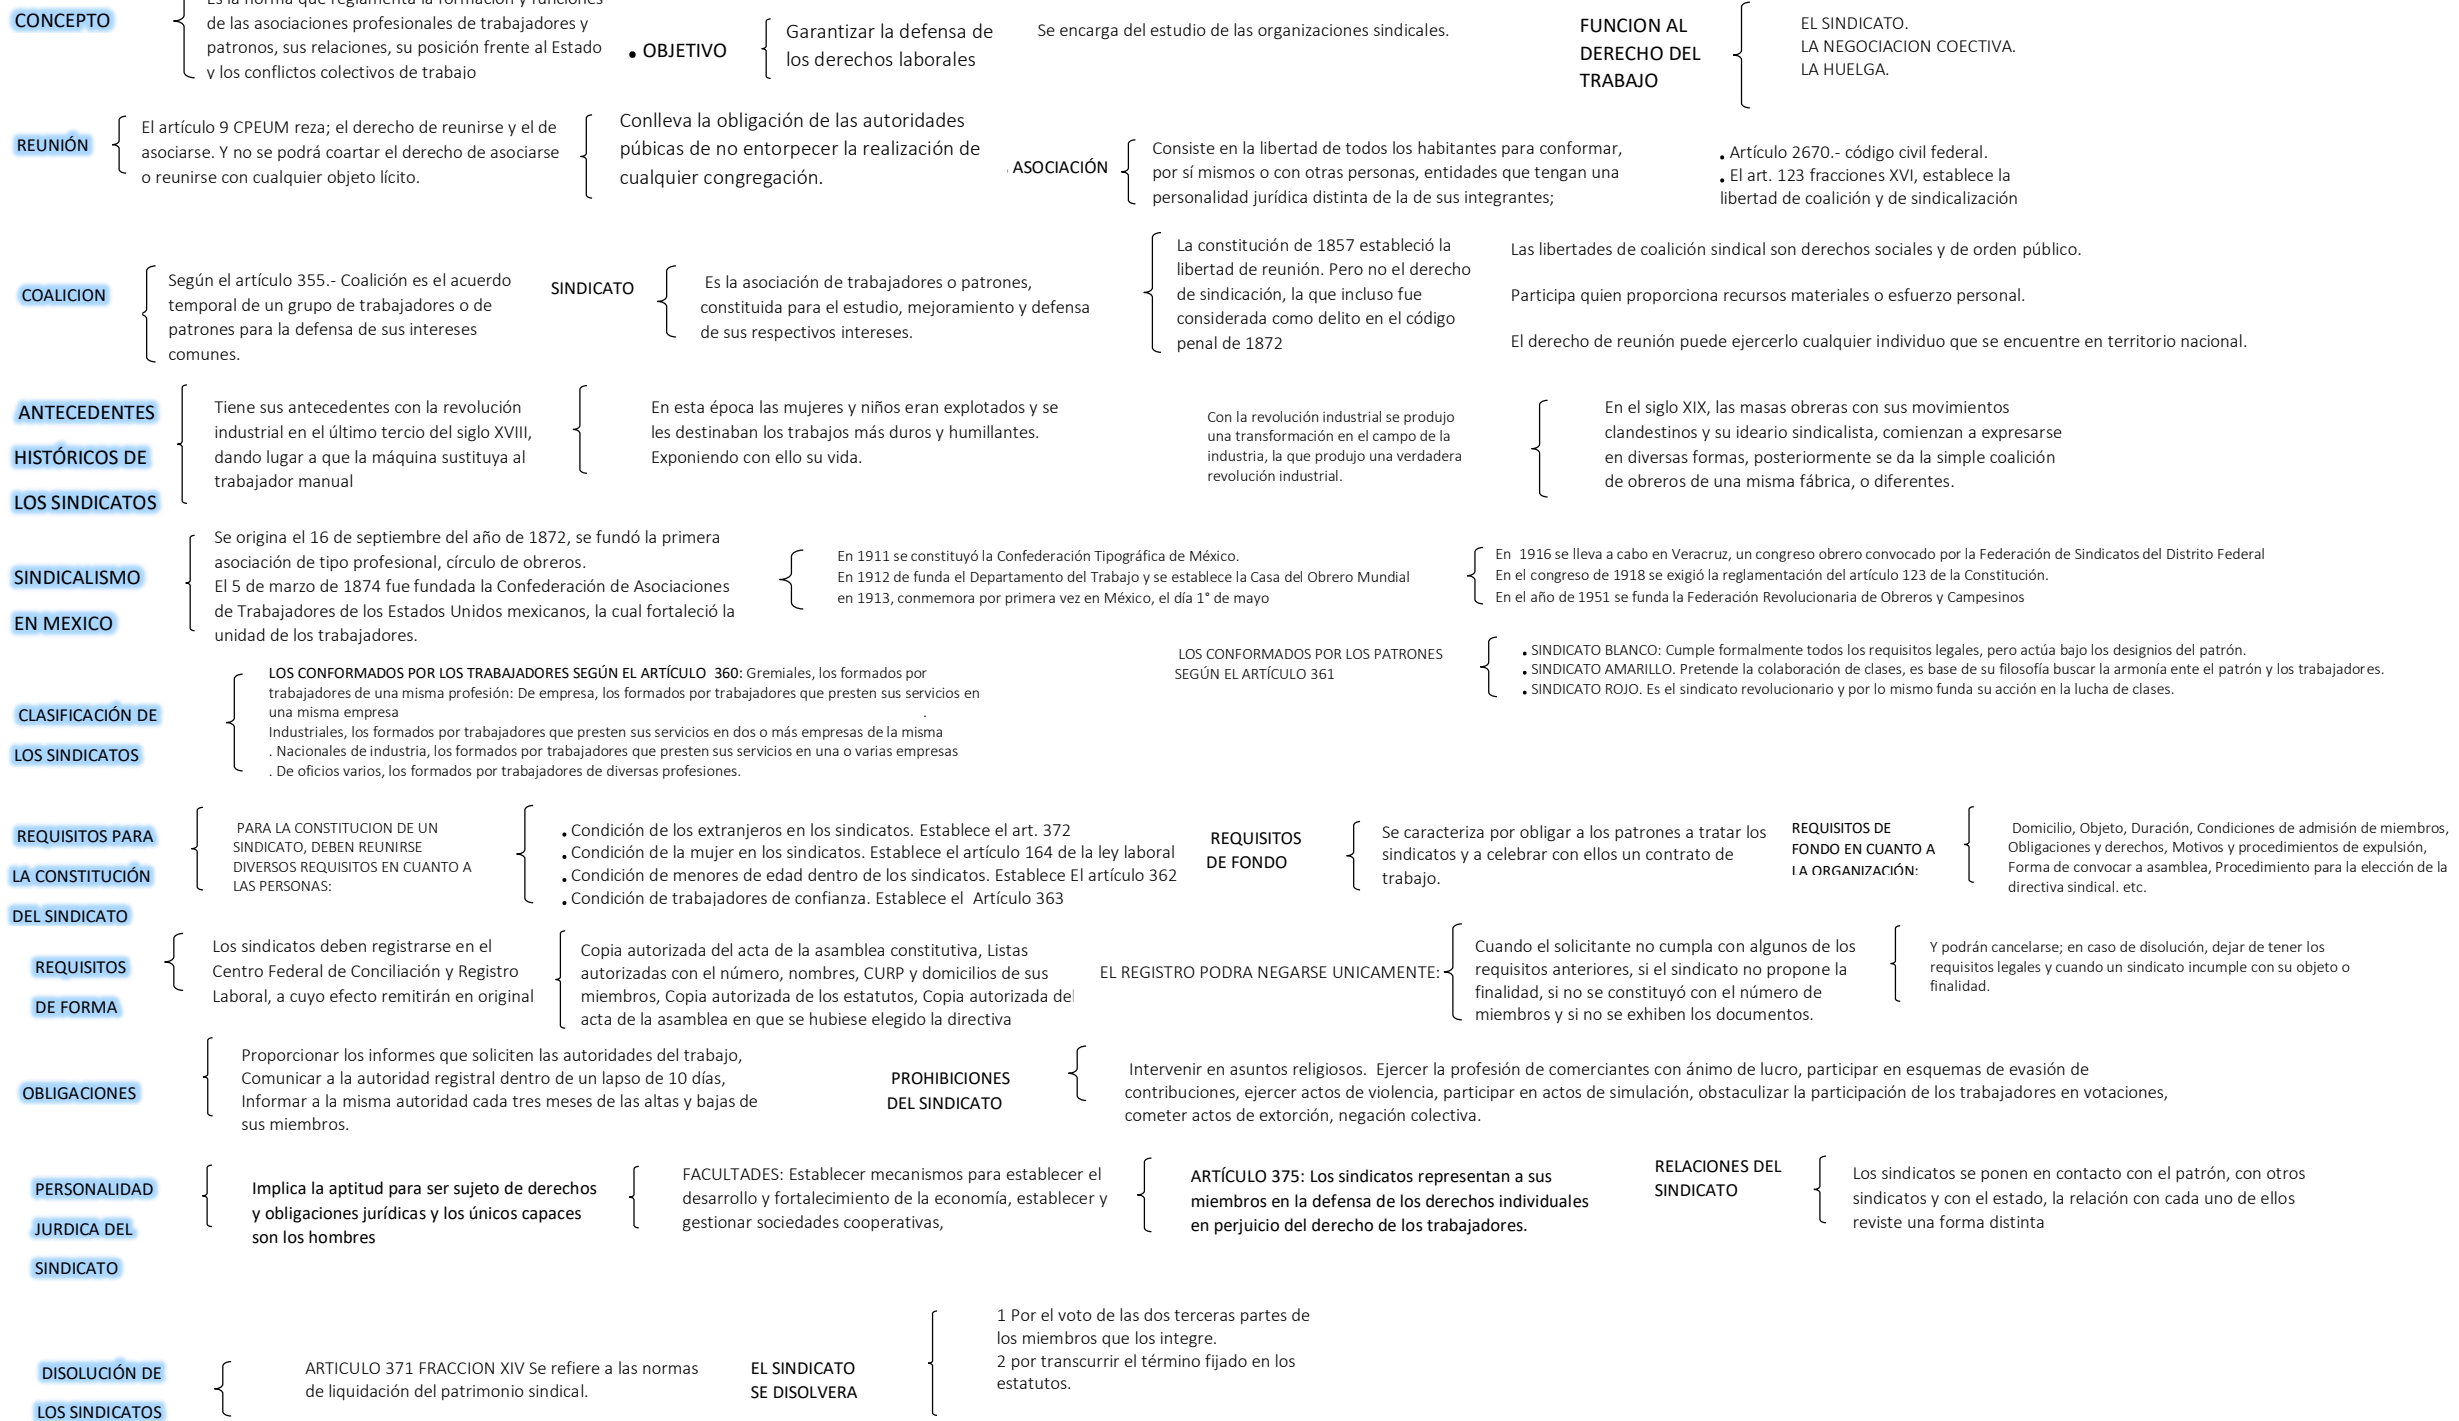 CONCEPTO
Es la norma que reglamenta la formación y funciones
de las asociaciones profesionales de trabajadores y
patronos, sus relaciones, su posición frente al Estado
y los conflictos colectivos de trabajo
. OBJETIVO
Garantizar la defensa de
los derechos laborales
Se encarga del estudio de las organizaciones sindicales.
FUNCION AL
DERECHO DEL
TRABAJO
EL SINDICATO.
LA NEGOCIACION COECTIVA.
LA HUELGA.
REUNIÓN
El artículo 9 CPEUM reza; el derecho de reunirse y el de
asociarse. Y no se podrá coartar el derecho de asociarse
o reunirse con cualquier objeto lícito.
Conlleva la obligación de las autoridades
púbicas de no entorpecer la realización de
cualquier congregación.
. ASOCIACIÓN
Consiste en la libertad de todos los habitantes para conformar,
por sí mismos o con otras personas, entidades que tengan una
personalidad jurídica distinta de la de sus integrantes;
. Artículo 2670.- código civil federal.
. El art. 123 fracciones XVI, establece la
libertad de coalición y de sindicalización
COALICION
Según el artículo 355.- Coalición es el acuerdo
temporal de un grupo de trabajadores o de
patrones para la defensa de sus intereses
comunes.
SINDICATO
Es la asociación de trabajadores o patrones,
constituida para el estudio, mejoramiento y defensa
de sus respectivos intereses.
La constitución de 1857 estableció la
libertad de reunión. Pero no el derecho
de sindicación, la que incluso fue
considerada como delito en el código
penal de 1872
Las libertades de coalición sindical son derechos sociales y de orden público.
Participa quien proporciona recursos materiales o esfuerzo personal.
El derecho de reunión puede ejercerlo cualquier individuo que se encuentre en territorio nacional.
ANTECEDENTES
HISTÓRICOS DE
LOS SINDICATOS
Tiene sus antecedentes con la revolución
industrial en el último tercio del siglo XVIII,
dando lugar a que la máquina sustituya al
trabajador manual
En esta época las mujeres y niños eran explotados y se
les destinaban los trabajos más duros y humillantes.
Exponiendo con ello su vida.
Con la revolución industrial se produjo
una transformación en el campo de la
industria, la que produjo una verdadera
revolución industrial.
En el siglo XIX, las masas obreras con sus movimientos
clandestinos y su ideario sindicalista, comienzan a expresarse
en diversas formas, posteriormente se da la simple coalición
de obreros de una misma fábrica, o diferentes.
SINDICALISMO
EN MEXICO
Se origina el 16 de septiembre del año de 1872, se fundó la primera
asociación de tipo profesional, círculo de obreros.
El 5 de marzo de 1874 fue fundada la Confederación de Asociaciones
de Trabajadores de los Estados Unidos mexicanos, la cual fortaleció la
unidad de los trabajadores.
En 1911 se constituyó la Confederación Tipográfica de México.
En 1912 de funda el Departamento del Trabajo y se establece la Casa del Obrero Mundial
en 1913, conmemora por primera vez en México, el día 1° de mayo
En 1916 se lleva a cabo en Veracruz, un congreso obrero convocado por la Federación de Sindicatos del Distrito Federal
En el congreso de 1918 se exigió la reglamentación del artículo 123 de la Constitución.
En el año de 1951 se funda la Federación Revolucionaria de Obreros y Campesinos
CLASIFICACIÓN DE
LOS SINDICATOS
LOS CONFORMADOS POR LOS TRABAJADORES SEGÚN EL ARTÍCULO 360: Gremiales, los formados por
trabajadores de una misma profesión: De empresa, los formados por trabajadores que presten sus servicios en
una misma empresa .
Industriales, los formados por trabajadores que presten sus servicios en dos o más empresas de la misma
. Nacionales de industria, los formados por trabajadores que presten sus servicios en una o varias empresas
. De oficios varios, los formados por trabajadores de diversas profesiones.
LOS CONFORMADOS POR LOS PATRONES
SEGÚN EL ARTÍCULO 361
. SINDICATO BLANCO: Cumple formalmente todos los requisitos legales, pero actúa bajo los designios del patrón.
. SINDICATO AMARILLO. Pretende la colaboración de clases, es base de su filosofía buscar la armonía ente el patrón y los trabajadores.
. SINDICATO ROJO. Es el sindicato revolucionario y por lo mismo funda su acción en la lucha de clases.
REQUISITOS PARA
LA CONSTITUCIÓN
DEL SINDICATO
PARA LA CONSTITUCION DE UN
SINDICATO, DEBEN REUNIRSE
DIVERSOS REQUISITOS EN CUANTO A
LAS PERSONAS:
. Condición de los extranjeros en los sindicatos. Establece el art. 372
. Condición de la mujer en los sindicatos. Establece el artículo 164 de la ley laboral
. Condición de menores de edad dentro de los sindicatos. Establece El artículo 362
. Condición de trabajadores de confianza. Establece el Artículo 363
REQUISITOS
DE FONDO
Se caracteriza por obligar a los patrones a tratar los
sindicatos y a celebrar con ellos un contrato de
trabajo.
REQUISITOS DE
FONDO EN CUANTO A
LA ORGANIZACIÓN:
Domicilio, Objeto, Duración, Condiciones de admisión de miembros,
Obligaciones y derechos, Motivos y procedimientos de expulsión,
Forma de convocar a asamblea, Procedimiento para la elección de la
directiva sindical. etc.
REQUISITOS
DE FORMA
Los sindicatos deben registrarse en el
Centro Federal de Conciliación y Registro
Laboral, a cuyo efecto remitirán en original
Copia autorizada del acta de la asamblea constitutiva, Listas
autorizadas con el número, nombres, CURP y domicilios de sus
miembros, Copia autorizada de los estatutos, Copia autorizada del
acta de la asamblea en que se hubiese elegido la directiva
EL REGISTRO PODRA NEGARSE UNICAMENTE:
Cuando el solicitante no cumpla con algunos de los
requisitos anteriores, si el sindicato no propone la
finalidad, si no se constituyó con el número de
miembros y si no se exhiben los documentos.
Y podrán cancelarse; en caso de disolución, dejar de tener los
requisitos legales y cuando un sindicato incumple con su objeto o
finalidad.
OBLIGACIONES
Proporcionar los informes que soliciten las autoridades del trabajo,
Comunicar a la autoridad registral dentro de un lapso de 10 días,
Informar a la misma autoridad cada tres meses de las altas y bajas de
sus miembros.
PROHIBICIONES
DEL SINDICATO
Intervenir en asuntos religiosos. Ejercer la profesión de comerciantes con ánimo de lucro, participar en esquemas de evasión de
contribuciones, ejercer actos de violencia, participar en actos de simulación, obstaculizar la participación de los trabajadores en votaciones,
cometer actos de extorción, negación colectiva.
PERSONALIDAD
JURDICA DEL
SINDICATO
Implica la aptitud para ser sujeto de derechos
y obligaciones jurídicas y los únicos capaces
son los hombres
FACULTADES: Establecer mecanismos para establecer el
desarrollo y fortalecimiento de la economía, establecer y
gestionar sociedades cooperativas,
ARTÍCULO 375: Los sindicatos representan a sus
miembros en la defensa de los derechos individuales
en perjuicio del derecho de los trabajadores.
RELACIONES DEL
SINDICATO
Los sindicatos se ponen en contacto con el patrón, con otros
sindicatos y con el estado, la relación con cada uno de ellos
reviste una forma distinta
DISOLUCIÓN DE
LOS SINDICATOS
ARTICULO 371 FRACCION XIV Se refiere a las normas
de liquidación del patrimonio sindical.
EL SINDICATO
SE DISOLVERA
1 Por el voto de las dos terceras partes de
los miembros que los integre.
2 por transcurrir el término fijado en los
estatutos.